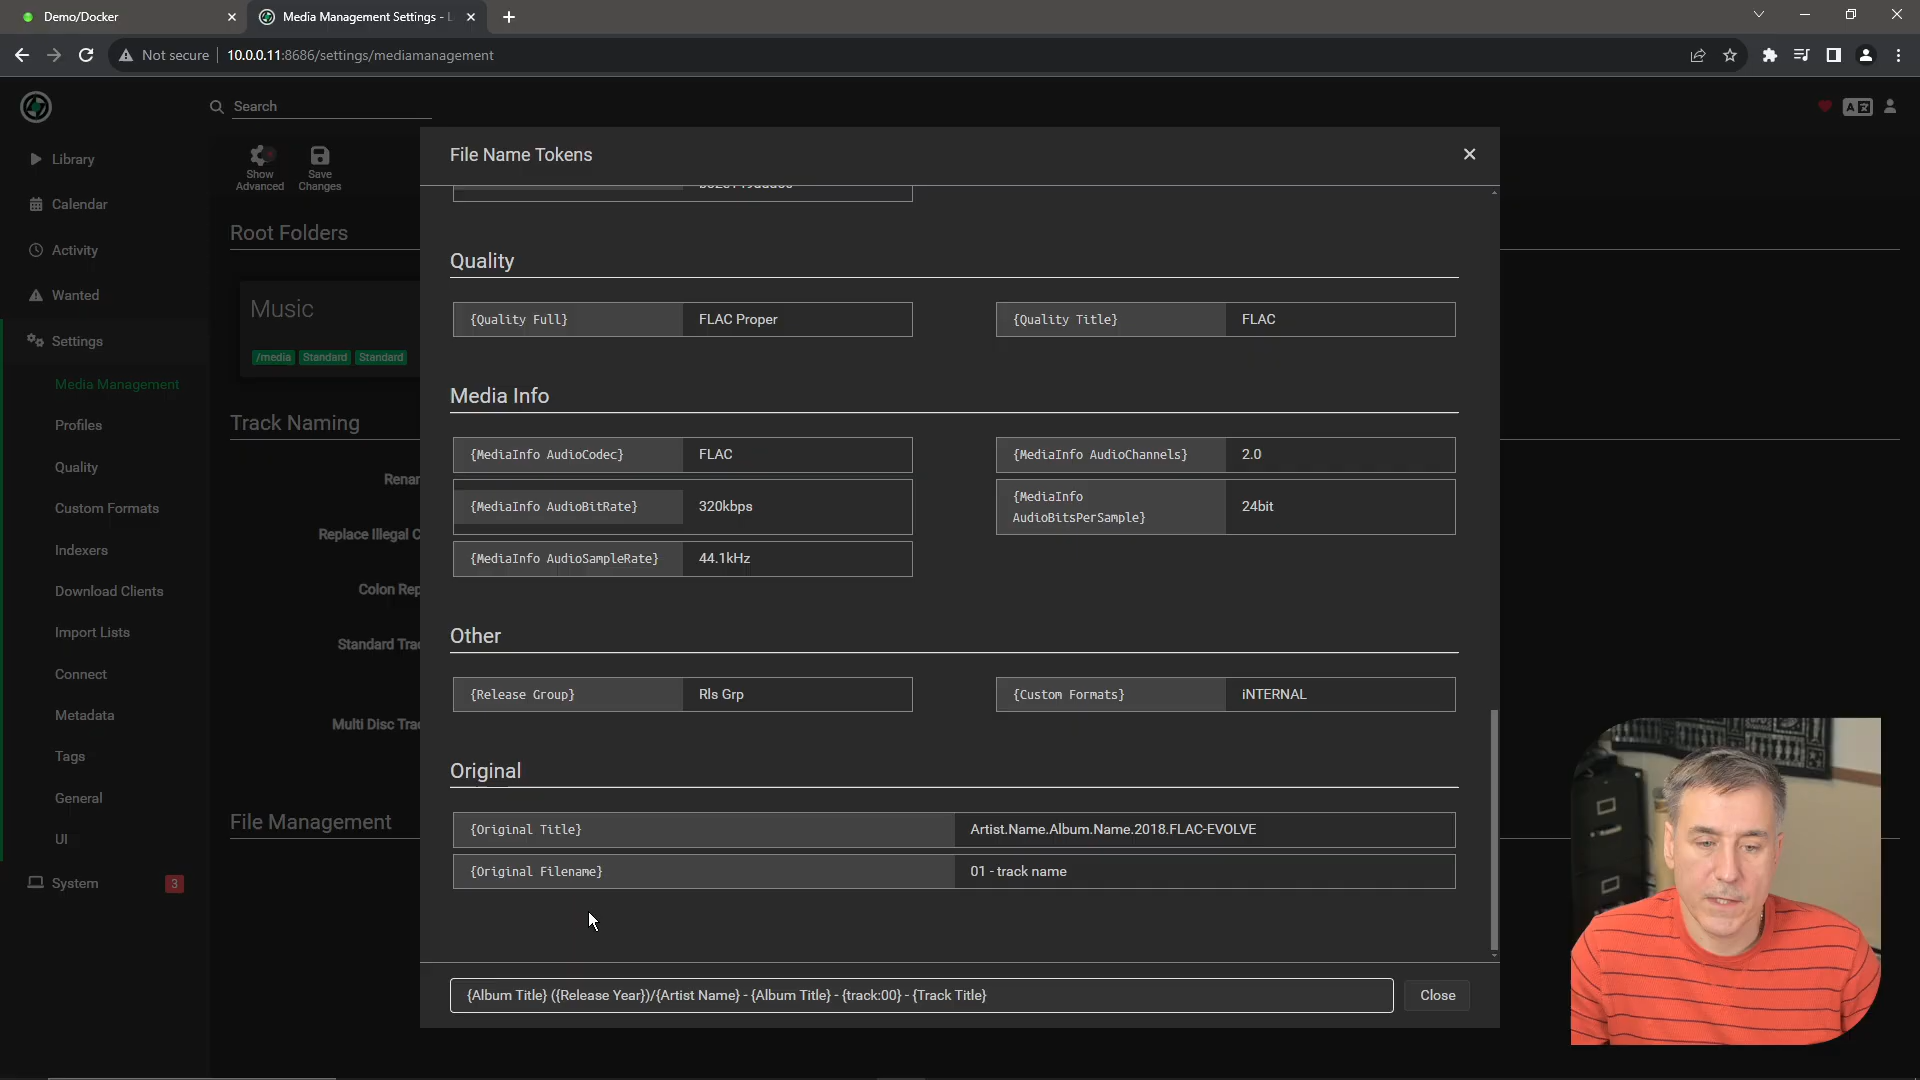 Demo/Docker
Media Management Settings - L
Not secure
10.0.0.11:8686/settings/mediamanagement
Search
Library
Calendar
Activity
Wanted
Settings
Media Management
Profiles
Quality
Custom Formats
Indexers
Download Clients
Import Lists
Connect
Metadata
Tags
General
UI
System
3
Show Advanced
Save Changes
Root Folders
Music
/media Standard Standard
Track Naming
Renam
Replace Illegal C
Colon Rep
Standard Trac
Multi Disc Trac
File Management
File Name Tokens
Quality
{Quality Full} FLAC Proper
{Quality Title} FLAC
Media Info
{MediaInfo AudioCodec} FLAC
{MediaInfo AudioChannels} 2.0
{MediaInfo AudioBitRate} 320kbps
{MediaInfo
AudioBitsPerSample} 24bit
{MediaInfo AudioSampleRate} 44.1kHz
Other
{Release Group} Rls Grp
{Custom Formats} iNTERNAL
Original
{Original Title} Artist.Name.Album.Name.2018.FLAC-EVOLVE
{Original Filename} 01 - track name
{Album Title} ({Release Year})/{Artist Name} - {Album Title} - {track:00} - {Track Title}
Close